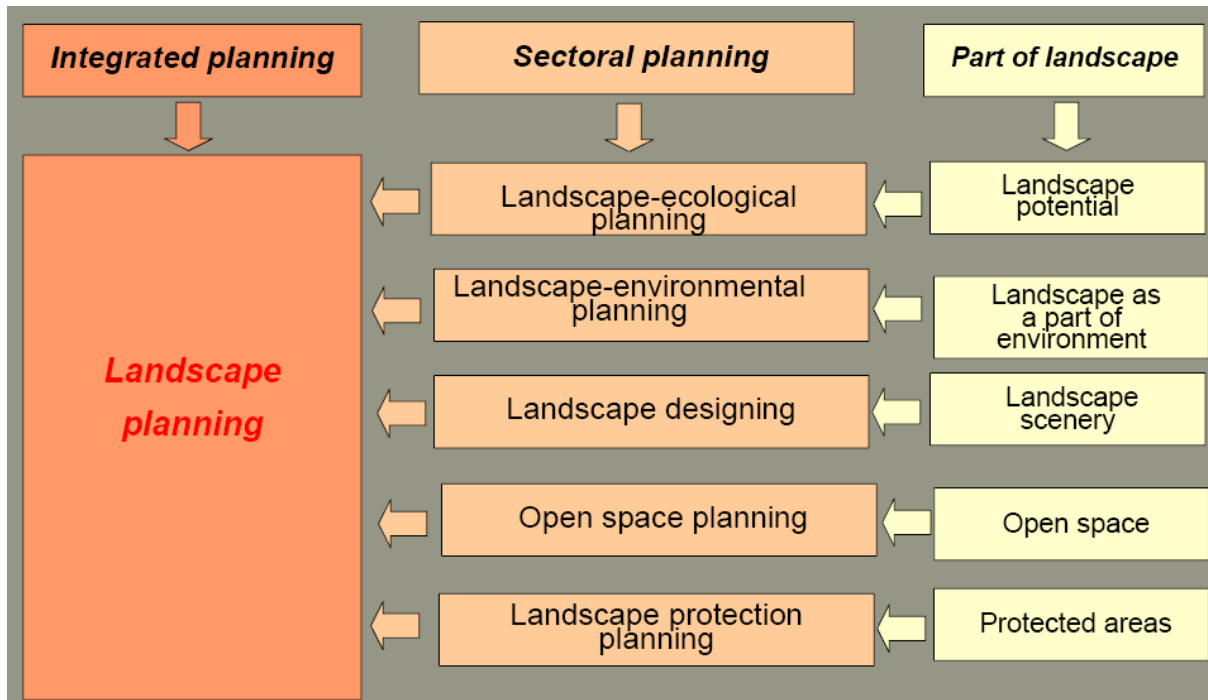 Integrated planning
Sectoral planning
Part of landscape
Landscape
planning
Landscape-ecological
planning
Landscape
potential
Landscape-environmental
planning
Landscape as
a part of
environment
Landscape designing
Landscape
scenery
Open space planning
Open space
Landscape protection
planning
Protected areas